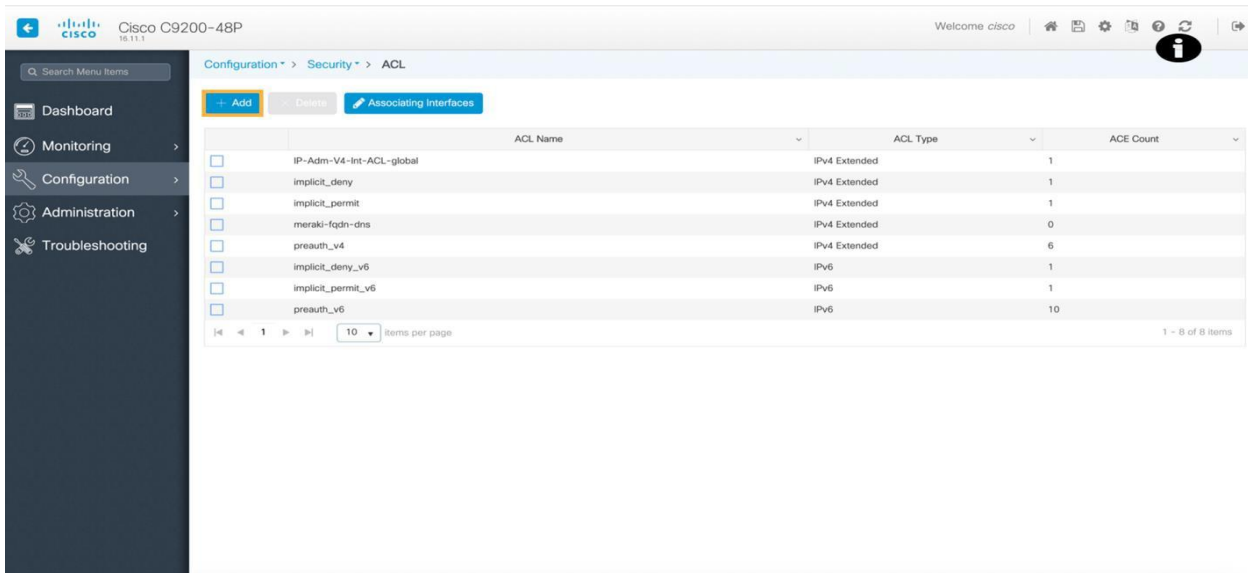 cisco
Cisco C9200-48P
16.11.1
Welcome cisco
Search Menu Items
Dashboard
Monitoring
Configuration
Administration
Troubleshooting
Configuration > Security > ACL
+ Add
× Delete
Associating Interfaces
ACL Name ACL Type ACE Count
IP-Adm-V4-Int-ACL-global IPv4 Extended 1
implicit_deny IPv4 Extended 1
implicit_permit IPv4 Extended 1
meraki-fqdn-dns IPv4 Extended 0
preauth_v4 IPv4 Extended 6
implicit_deny_v6 IPv6 1
implicit_permit_v6 IPv6 1
preauth_v6 IPv6 10
1 10 items per page 1 - 8 of 8 items